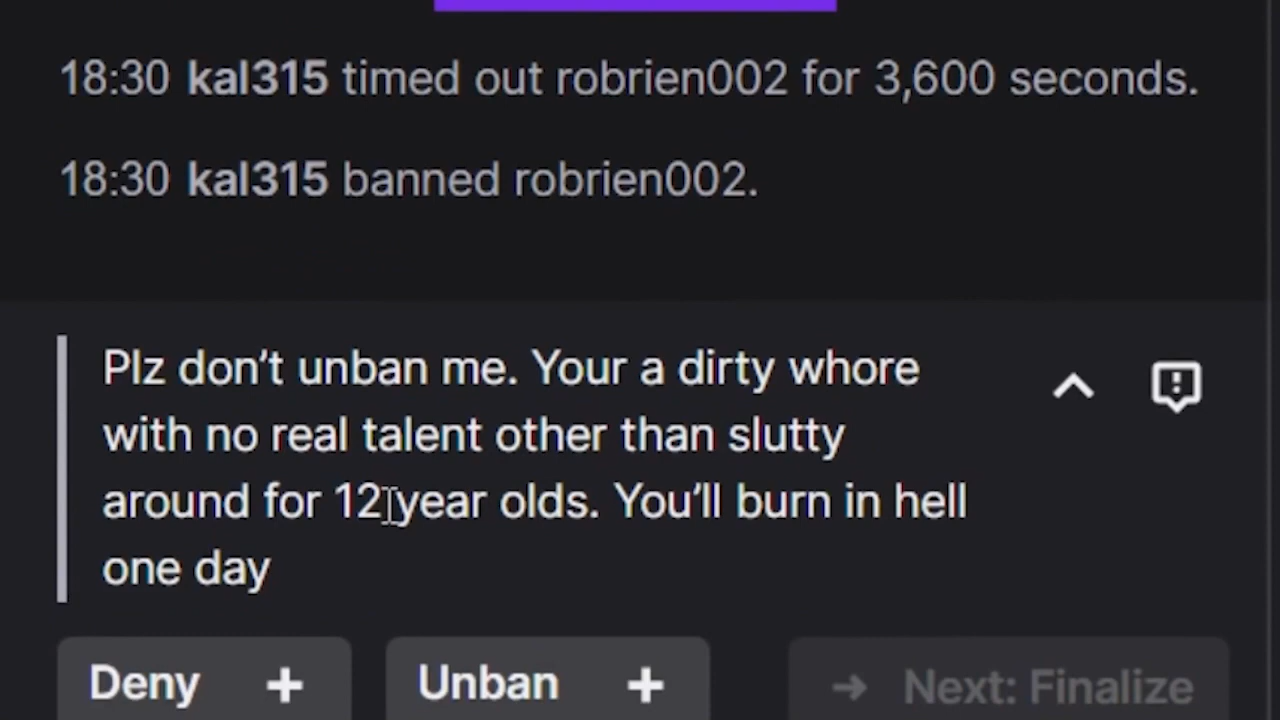 18:30 kal315 timed out robrien002 for 3,600 seconds.
18:30 kal315 banned robrien002.
Plz don't unban me. Your a dirty whore
with no real talent other than slutty
around for 12 year olds. You'll burn in hell
one day
Deny + Unban + → Next: Finalize